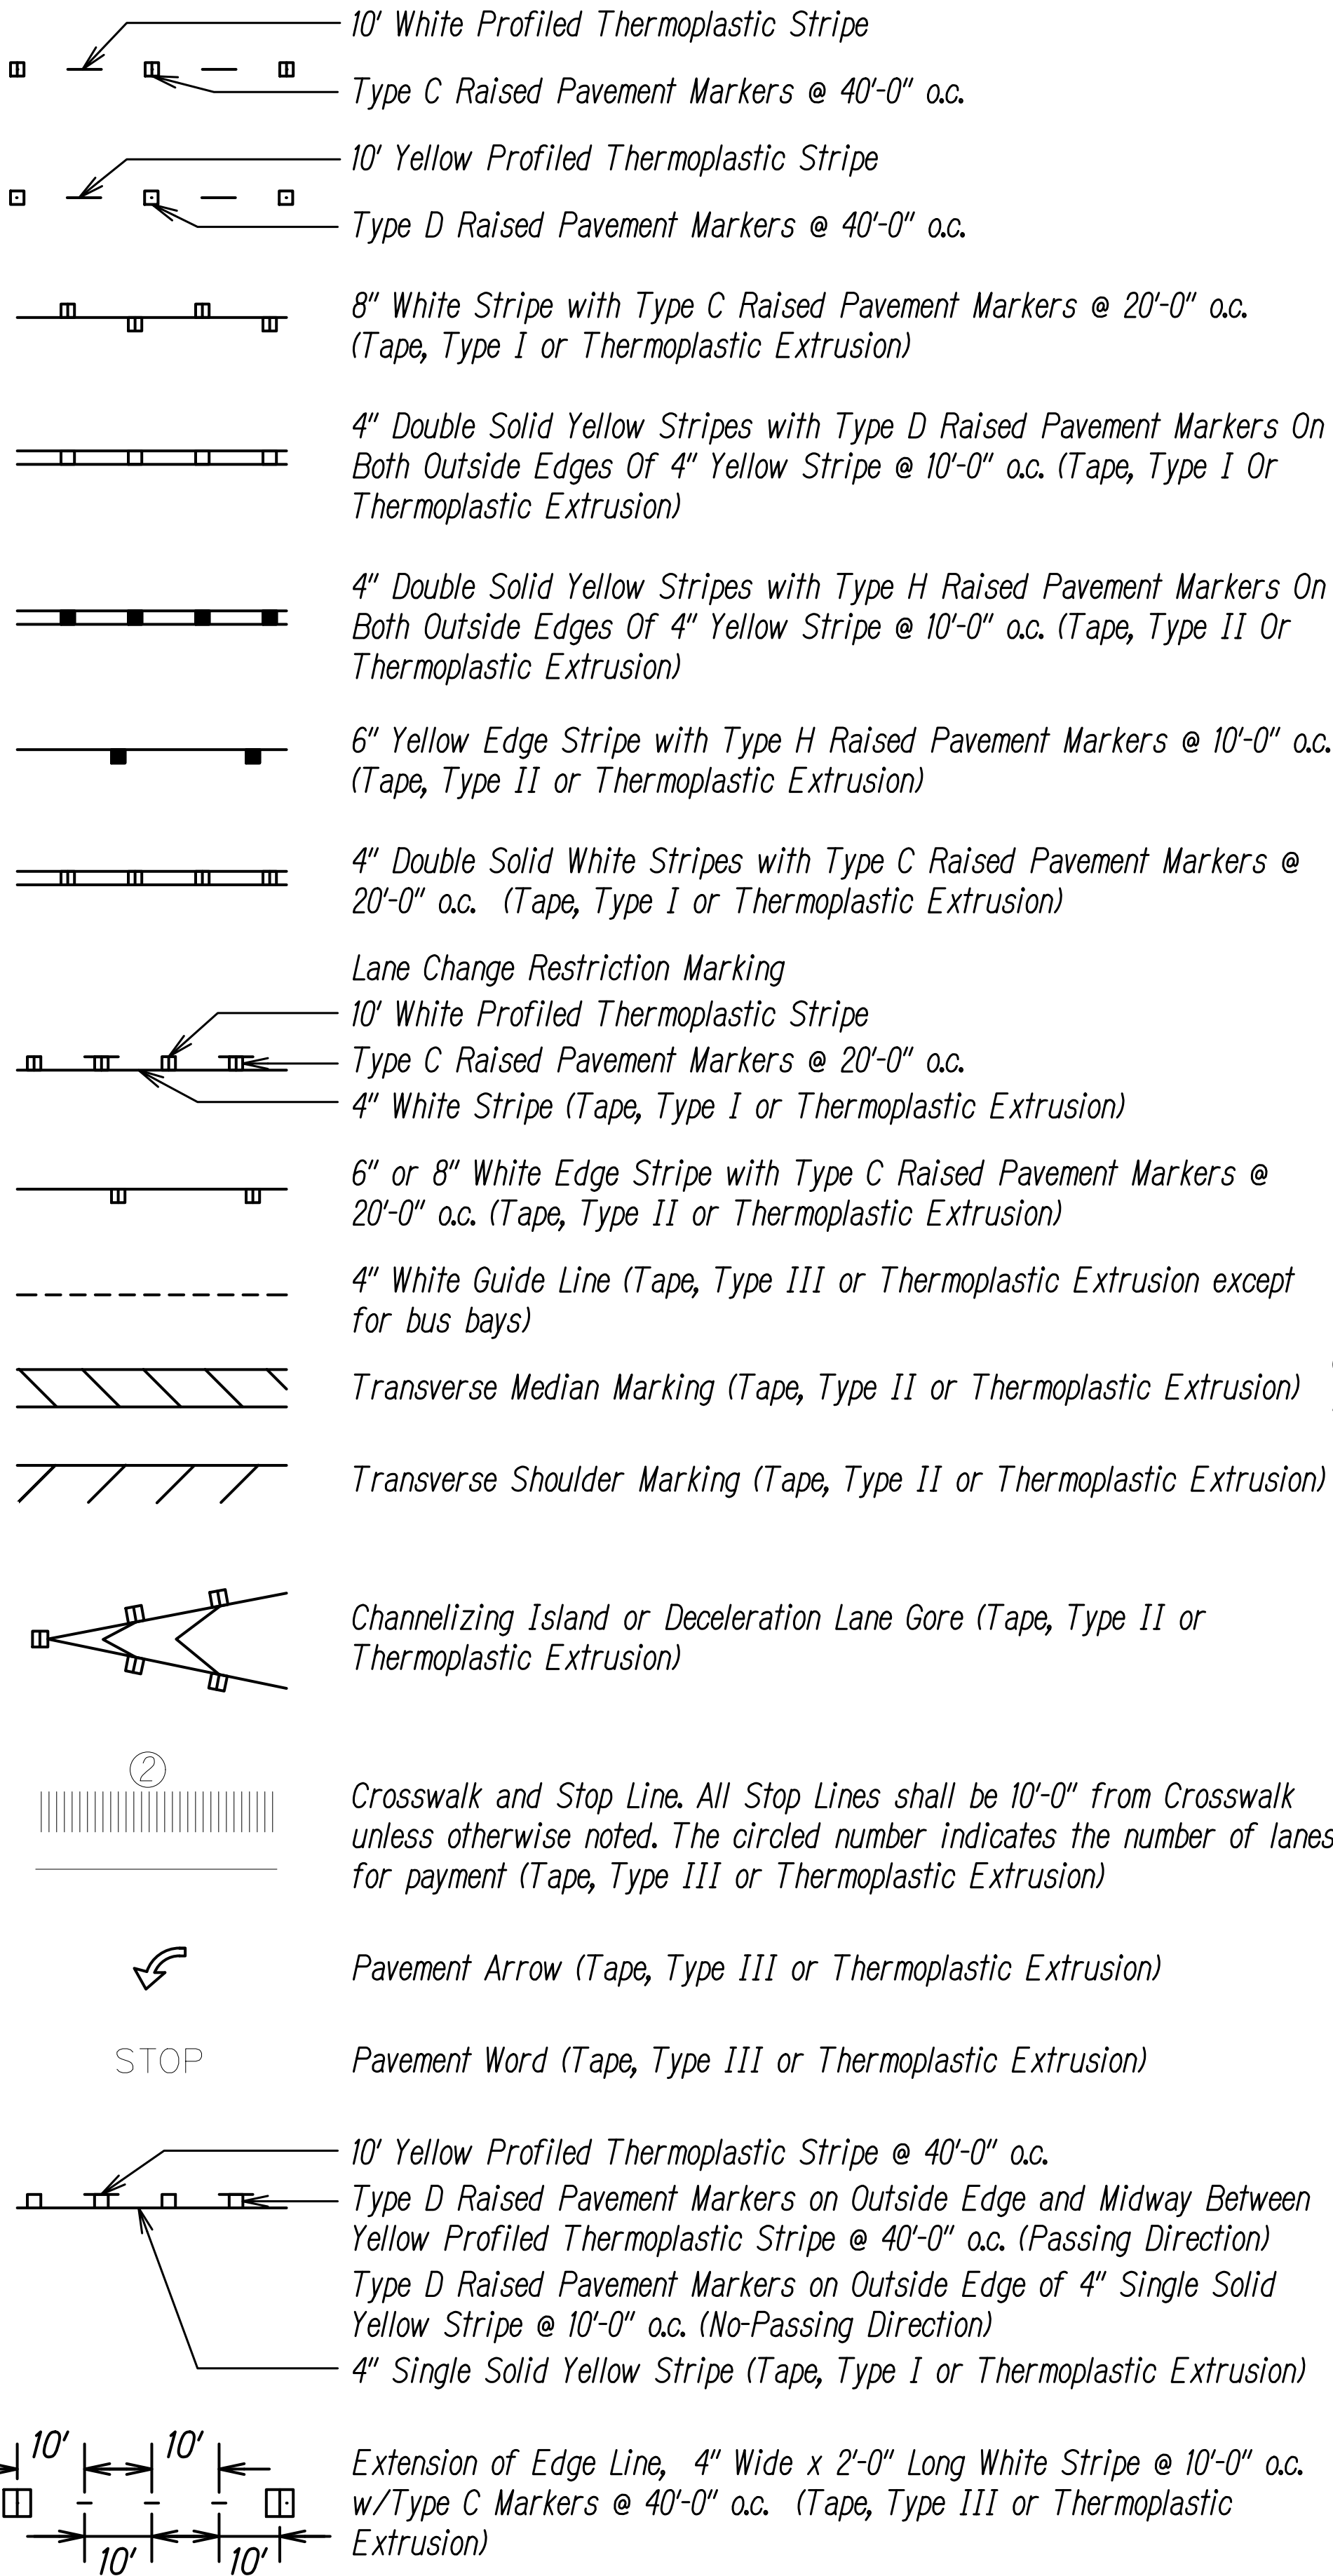 10' White Profiled Thermoplastic Stripe
Type C Raised Pavement Markers @ 40'-0" o.c.
10' Yellow Profiled Thermoplastic Stripe
Type D Raised Pavement Markers @ 40'-0" o.c.
8" White Stripe with Type C Raised Pavement Markers @ 20'-0" o.c.
(Tape, Type I or Thermoplastic Extrusion)
4" Double Solid Yellow Stripes with Type D Raised Pavement Markers On
Both Outside Edges Of 4" Yellow Stripe @ 10'-0" o.c. (Tape, Type I Or
Thermoplastic Extrusion)
4" Double Solid Yellow Stripes with Type H Raised Pavement Markers On
Both Outside Edges Of 4" Yellow Stripe @ 10'-0" o.c. (Tape, Type II Or
Thermoplastic Extrusion)
6" Yellow Edge Stripe with Type H Raised Pavement Markers @ 10'-0" o.c.
(Tape, Type II or Thermoplastic Extrusion)
4" Double Solid White Stripes with Type C Raised Pavement Markers @
20'-0" o.c. (Tape, Type I or Thermoplastic Extrusion)
Lane Change Restriction Marking
10' White Profiled Thermoplastic Stripe
Type C Raised Pavement Markers @ 20'-0" o.c.
4" White Stripe (Tape, Type I or Thermoplastic Extrusion)
6" or 8" White Edge Stripe with Type C Raised Pavement Markers @
20'-0" o.c. (Tape, Type II or Thermoplastic Extrusion)
4" White Guide Line (Tape, Type III or Thermoplastic Extrusion except
for bus bays)
Transverse Median Marking (Tape, Type II or Thermoplastic Extrusion)
Transverse Shoulder Marking (Tape, Type II or Thermoplastic Extrusion)
Channelizing Island or Deceleration Lane Gore (Tape, Type II or
Thermoplastic Extrusion)
2
Crosswalk and Stop Line. All Stop Lines shall be 10'-0" from Crosswalk
unless otherwise noted. The circled number indicates the number of lanes
for payment (Tape, Type III or Thermoplastic Extrusion)
Pavement Arrow (Tape, Type III or Thermoplastic Extrusion)
STOP
Pavement Word (Tape, Type III or Thermoplastic Extrusion)
10' Yellow Profiled Thermoplastic Stripe @ 40'-0" o.c.
Type D Raised Pavement Markers on Outside Edge and Midway Between
Yellow Profiled Thermoplastic Stripe @ 40'-0" o.c. (Passing Direction)
Type D Raised Pavement Markers on Outside Edge of 4" Single Solid
Yellow Stripe @ 10'-0" o.c. (No-Passing Direction)
4" Single Solid Yellow Stripe (Tape, Type I or Thermoplastic Extrusion)
10' 10'
10' 10'
Extension of Edge Line, 4" Wide x 2'-0" Long White Stripe @ 10'-0" o.c.
w/Type C Markers @ 40'-0" o.c. (Tape, Type III or Thermoplastic
Extrusion)